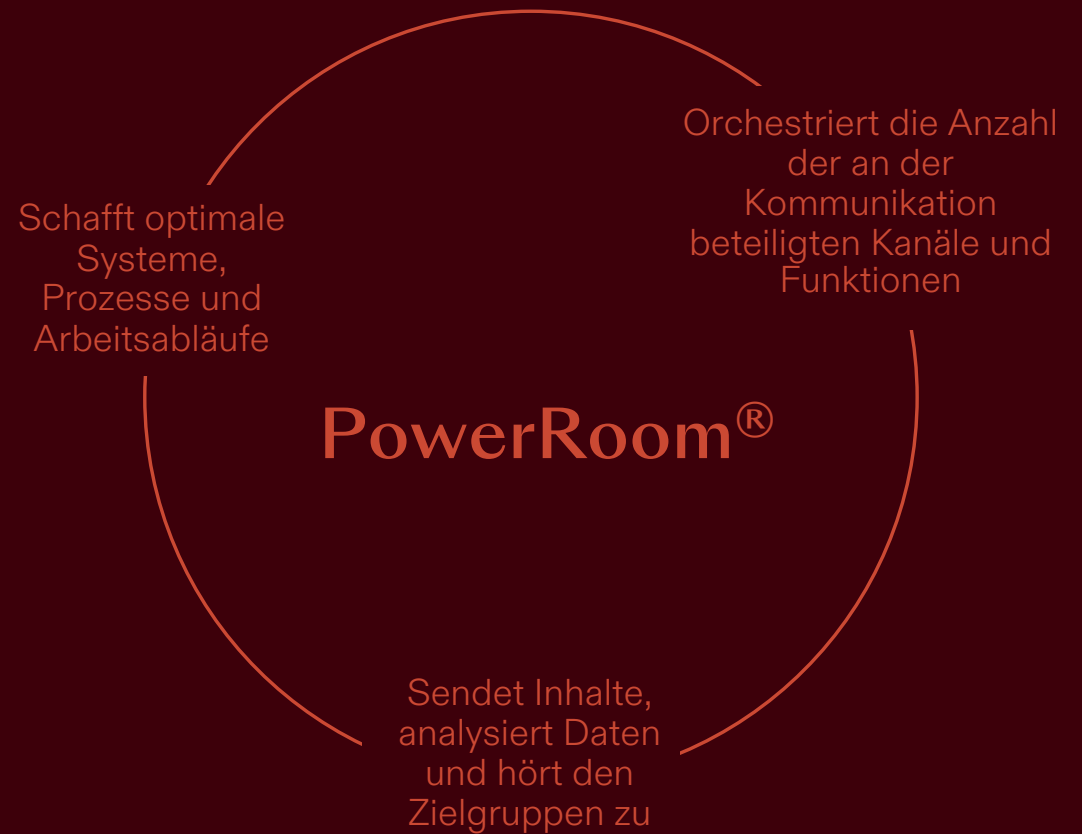 Orchestriert die Anzahl
der an der
Kommunikation
beteiligten Kanäle und
Funktionen
Schafft optimale
Systeme,
Prozesse und
Arbeitsabläufe
PowerRoom®
Sendet Inhalte,
analysiert Daten
und hört den
Zielgruppen zu